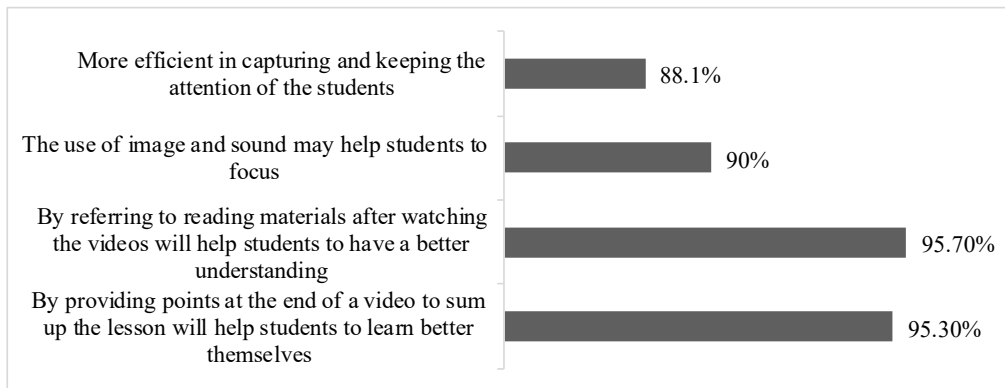 More efficient in capturing and keeping the
attention of the students
88.1%
The use of image and sound may help students to
focus
90%
By referring to reading materials after watching
the videos will help students to have a better
understanding
95.70%
By providing points at the end of a video to sum
up the lesson will help students to learn better
themselves
95.30%